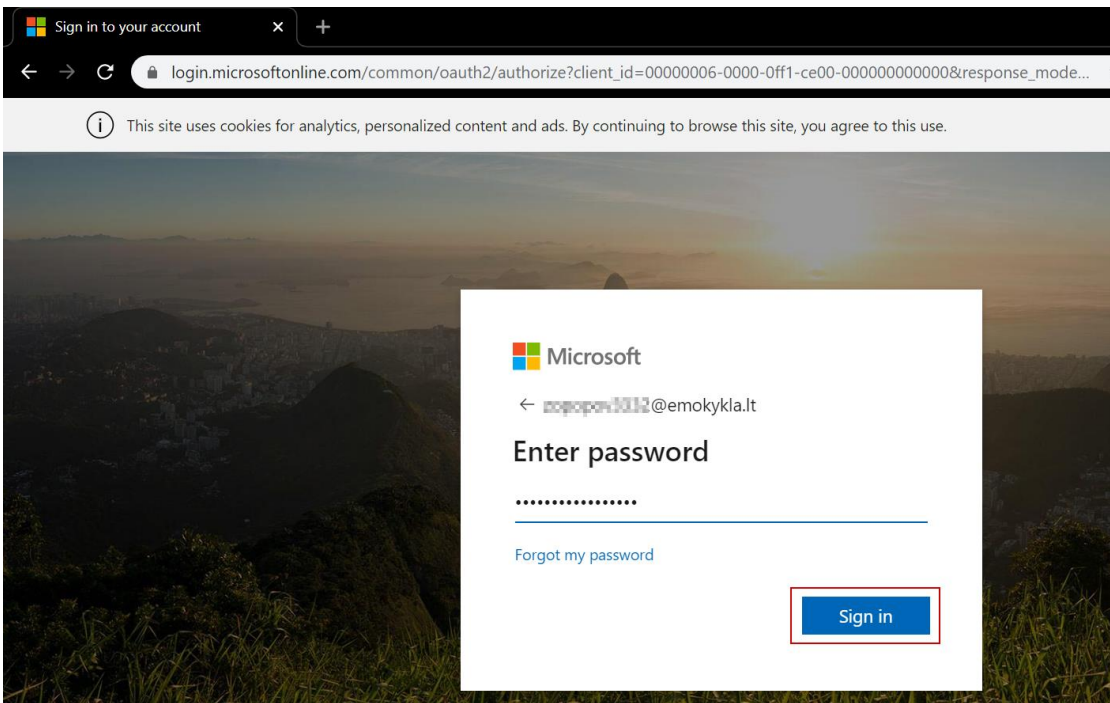 Sign in to your account
login.microsoftonline.com/common/oauth2/authorize?client_id=00000006-0000-0ff1-ce00-000000000000&response_mode...
This site uses cookies for analytics, personalized content and ads. By continuing to browse this site, you agree to this use.
Microsoft
@emokykla.lt
Enter password
Forgot my password
Sign in